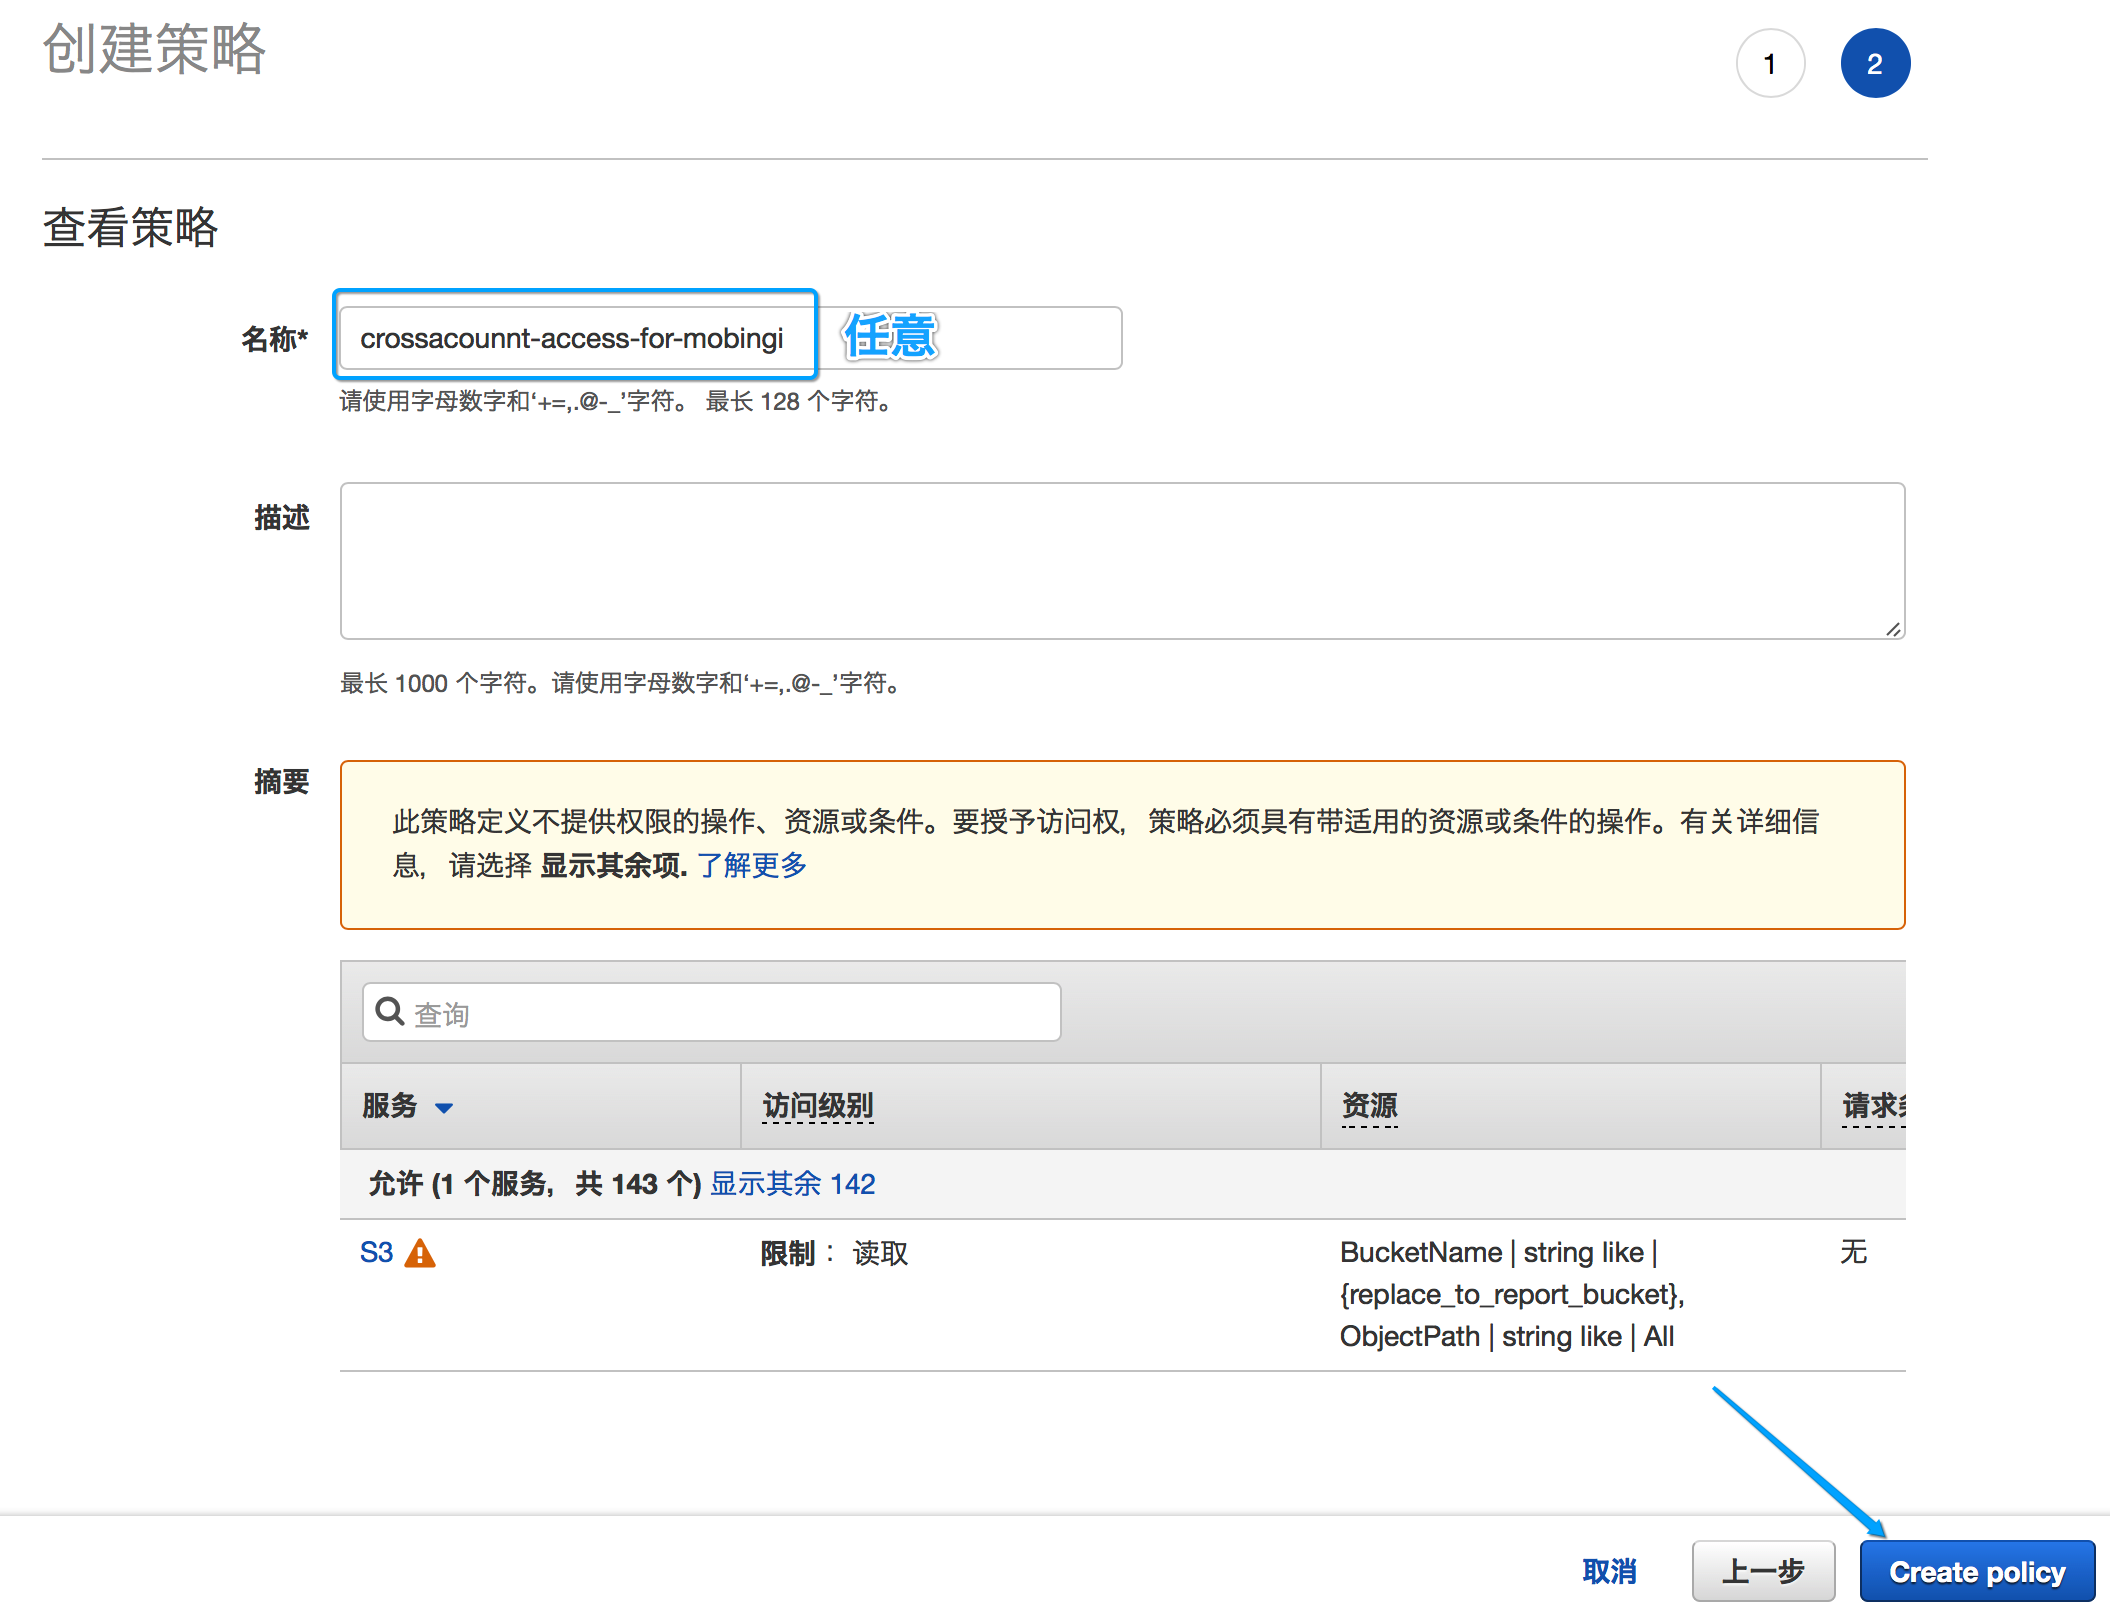 创建策略
1
2
查看策略
名称*
crossacounnt-access-for-mobingi
任意
请使用字母数字和‘+=,.@-_’字符。 最长 128 个字符。
描述
最长 1000 个字符。请使用字母数字和‘+=,.@-_’字符。
摘要
此策略定义不提供权限的操作、资源或条件。要授予访问权，策略必须具有带适用的资源或条件的操作。有关详细信
息，请选择 显示其余项. 了解更多
查询
服务
访问级别
资源
请求
允许 (1 个服务，共 143 个) 显示其余 142
S3
限制： 读取
BucketName | string like |
{replace_to_report_bucket},
ObjectPath | string like | All
无
取消
上一步
Create policy